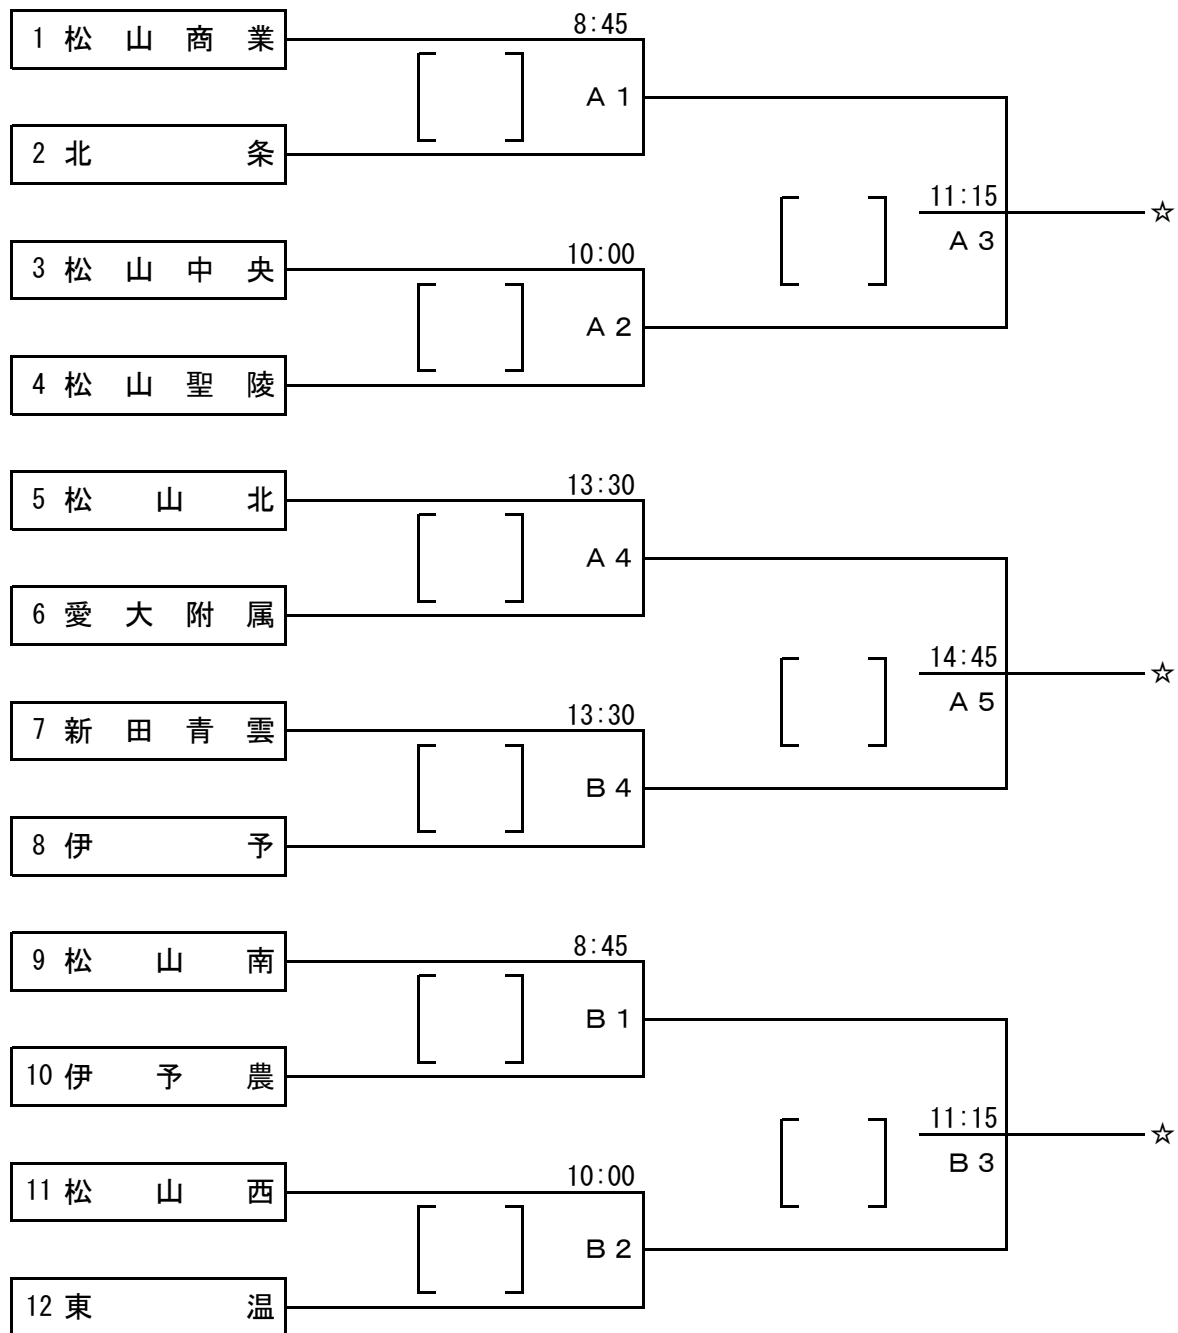 8:45
1 松山商業
A 1
2 北条
11:15 ☆
A 3
10:00
3 松山中央
A 2
4 松山聖陵
13:30
5 松山北
A 4
6 愛大附属
14:45 ☆
A 5
13:30
7 新田青雲
B 4
8 伊予
8:45
9 松山南
B 1
10 伊予農
11:15 ☆
B 3
10:00
11 松山西
B 2
12 東温